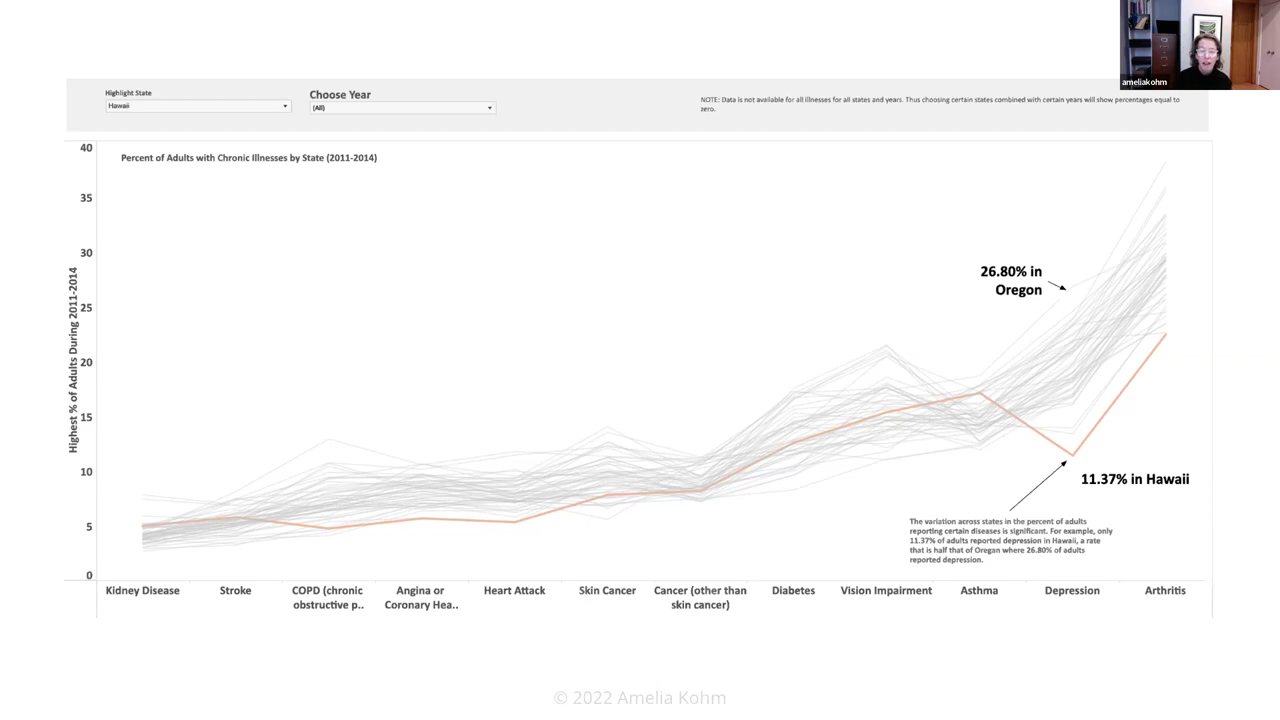 ameliakohm
Highlight State
Hawaii
Choose Year
(All)
NOTE: Data is not available for all illnesses for all states and years. Thus choosing certain states combined with certain years will show percentages equal to
zero.
Percent of Adults with Chronic Illnesses by State (2011-2014)
Highest % of Adults During 2011-2014
40
35
30
25
20
15
10
5
0
26.80% in
Oregon
11.37% in Hawaii
The variation across states in the percent of adults
reporting certain diseases is significant. For example, only
11.37% of adults reported depression in Hawaii, a rate
that is half that of Oregan where 26.80% of adults
reported depression.
Kidney Disease
Stroke
COPD (chronic
obstructive p..
Angina or
Coronary Hea..
Heart Attack
Skin Cancer
Cancer (other than
skin cancer)
Diabetes
Vision Impairment
Asthma
Depression
Arthritis
© 2022 Amelia Kohm